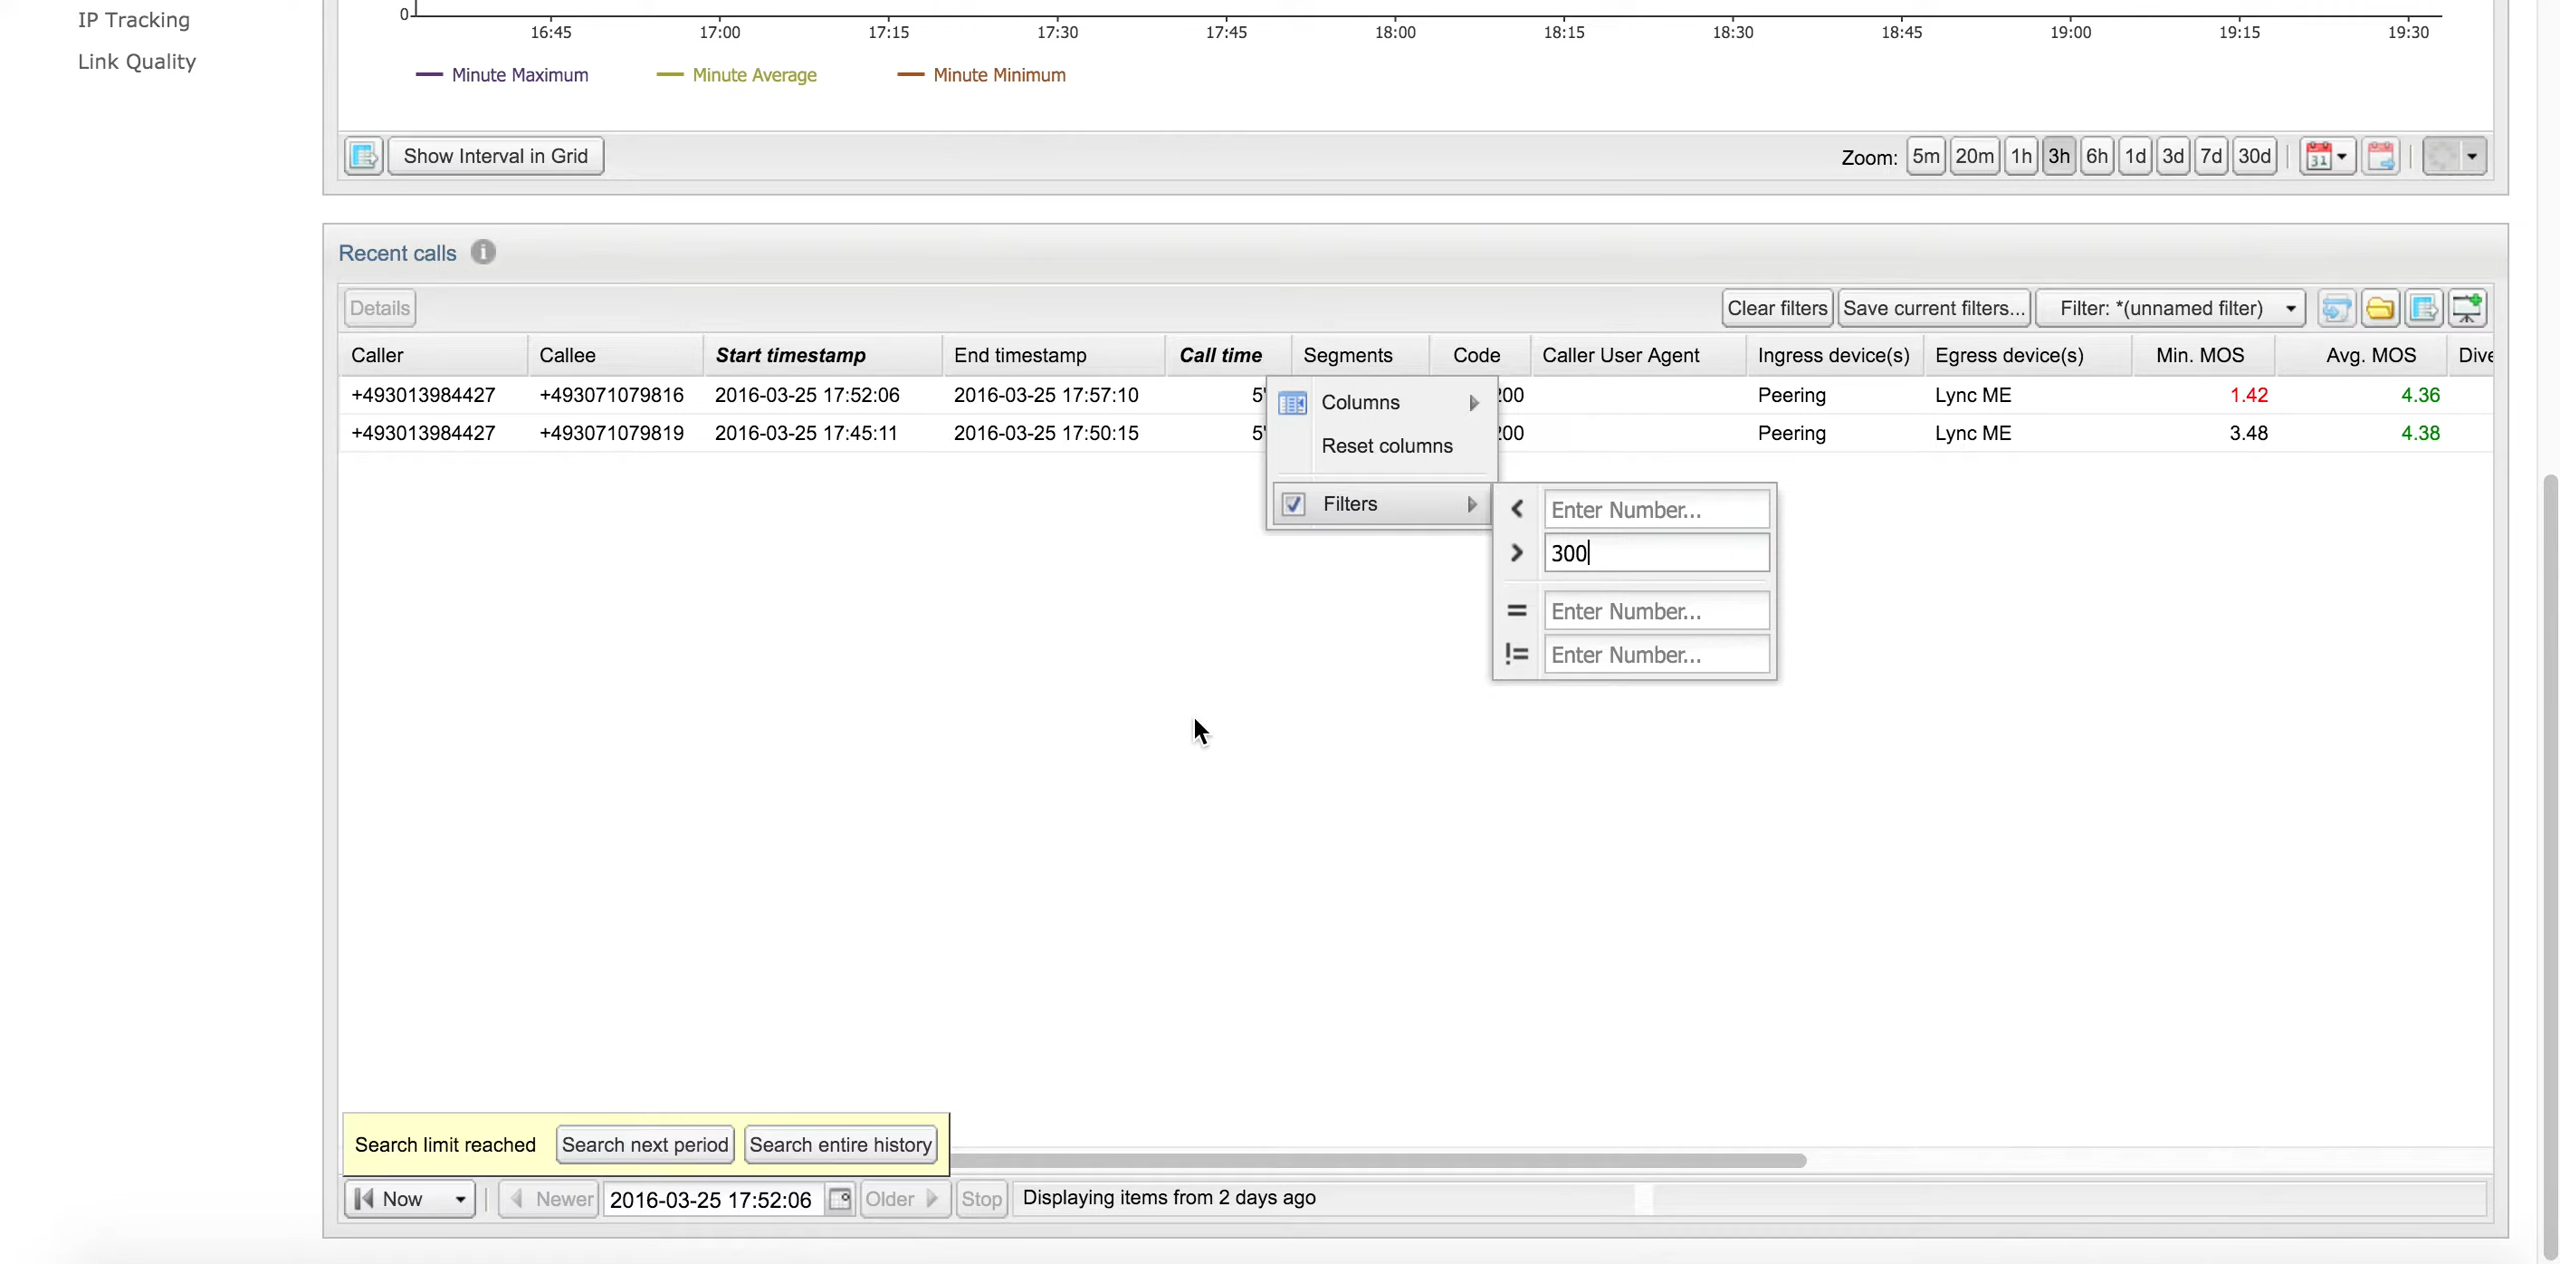 IP Tracking
Link Quality
0
16:45 17:00 17:15 17:30 17:45 18:00 18:15 18:30 18:45 19:00 19:15 19:30
Minute Maximum Minute Average Minute Minimum
Show Interval in Grid Zoom: 5m 20m 1h 3h 6h 1d 3d 7d 30d 31
Recent calls
Details Clear filters Save current filters... Filter: *(unnamed filter)
Caller Callee Start timestamp End timestamp Call time Segments Code Caller User Agent Ingress device(s) Egress device(s) Min. MOS Avg. MOS Dive
+493013984427 +493071079816 2016-03-25 17:52:06 2016-03-25 17:57:10 5' 200 Peering Lync ME 1.42 4.36
+493013984427 +493071079819 2016-03-25 17:45:11 2016-03-25 17:50:15 5' 200 Peering Lync ME 3.48 4.38
Columns
Reset columns
Filters
< Enter Number...
> 300
= Enter Number...
!= Enter Number...
Search limit reached Search next period Search entire history
Now Newer 2016-03-25 17:52:06 Older Stop Displaying items from 2 days ago